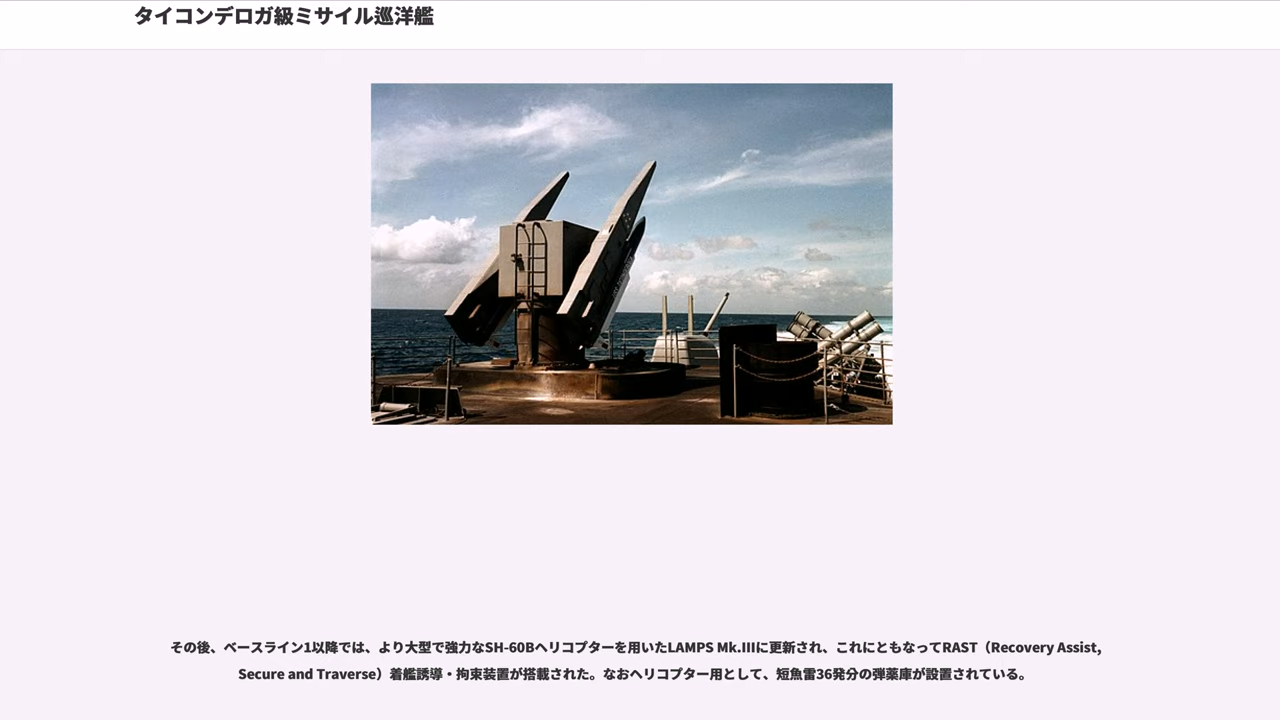 タイコンデロガ級ミサイル巡洋艦
その後、ベースライン1以降では、より大型で強力なSH-60Bヘリコプターを用いたLAMPS Mk.IIIに更新され、これにともなってRAST（Recovery Assist,
Secure and Traverse）着艦誘導・拘束装置が搭載された。なおヘリコプター用として、短魚雷36発分の弾薬庫が設置されている。